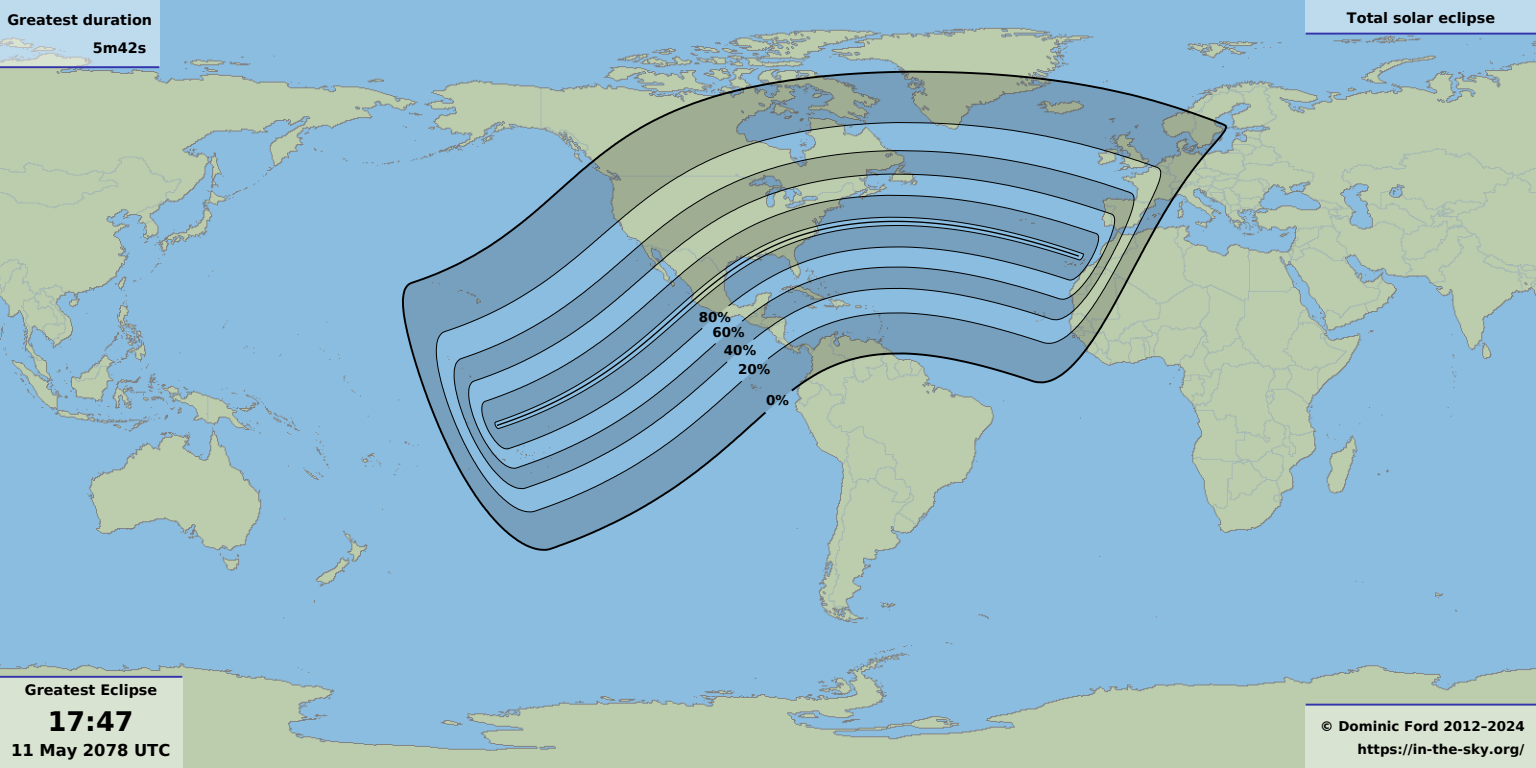 Greatest duration
5m42s
Total solar eclipse
80%
60%
40%
20%
0%
Greatest Eclipse
17:47
11 May 2078 UTC
© Dominic Ford 2012–2024
https://in-the-sky.org/